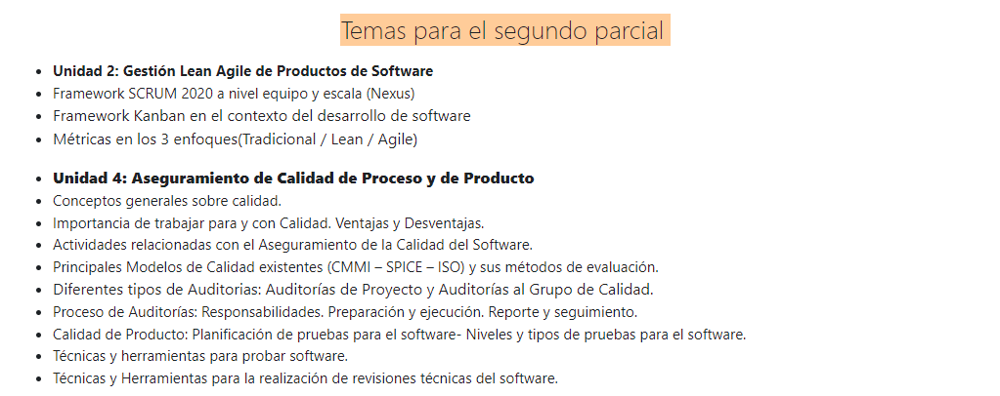 Temas para el segundo parcial
• Unidad 2: Gestión Lean Agile de Productos de Software
• Framework SCRUM 2020 a nivel equipo y escala (Nexus)
• Framework Kanban en el contexto del desarrollo de software
• Métricas en los 3 enfoques(Tradicional / Lean / Agile)
• Unidad 4: Aseguramiento de Calidad de Proceso y de Producto
• Conceptos generales sobre calidad.
• Importancia de trabajar para y con Calidad. Ventajas y Desventajas.
• Actividades relacionadas con el Aseguramiento de la Calidad del Software.
• Principales Modelos de Calidad existentes (CMMI – SPICE – ISO) y sus métodos de evaluación.
• Diferentes tipos de Auditorias: Auditorías de Proyecto y Auditorías al Grupo de Calidad.
• Proceso de Auditorías: Responsabilidades. Preparación y ejecución. Reporte y seguimiento.
• Calidad de Producto: Planificación de pruebas para el software- Niveles y tipos de pruebas para el software.
• Técnicas y herramientas para probar software.
• Técnicas y Herramientas para la realización de revisiones técnicas del software.